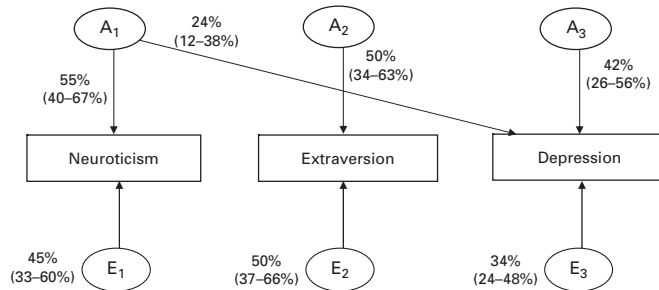 A1
24%
(12–38%)
A2
A3
55%
(40–67%)
50%
(34–63%)
42%
(26–56%)
Neuroticism
Extraversion
Depression
45%
(33–60%)
E1
50%
(37–66%)
E2
34%
(24–48%)
E3